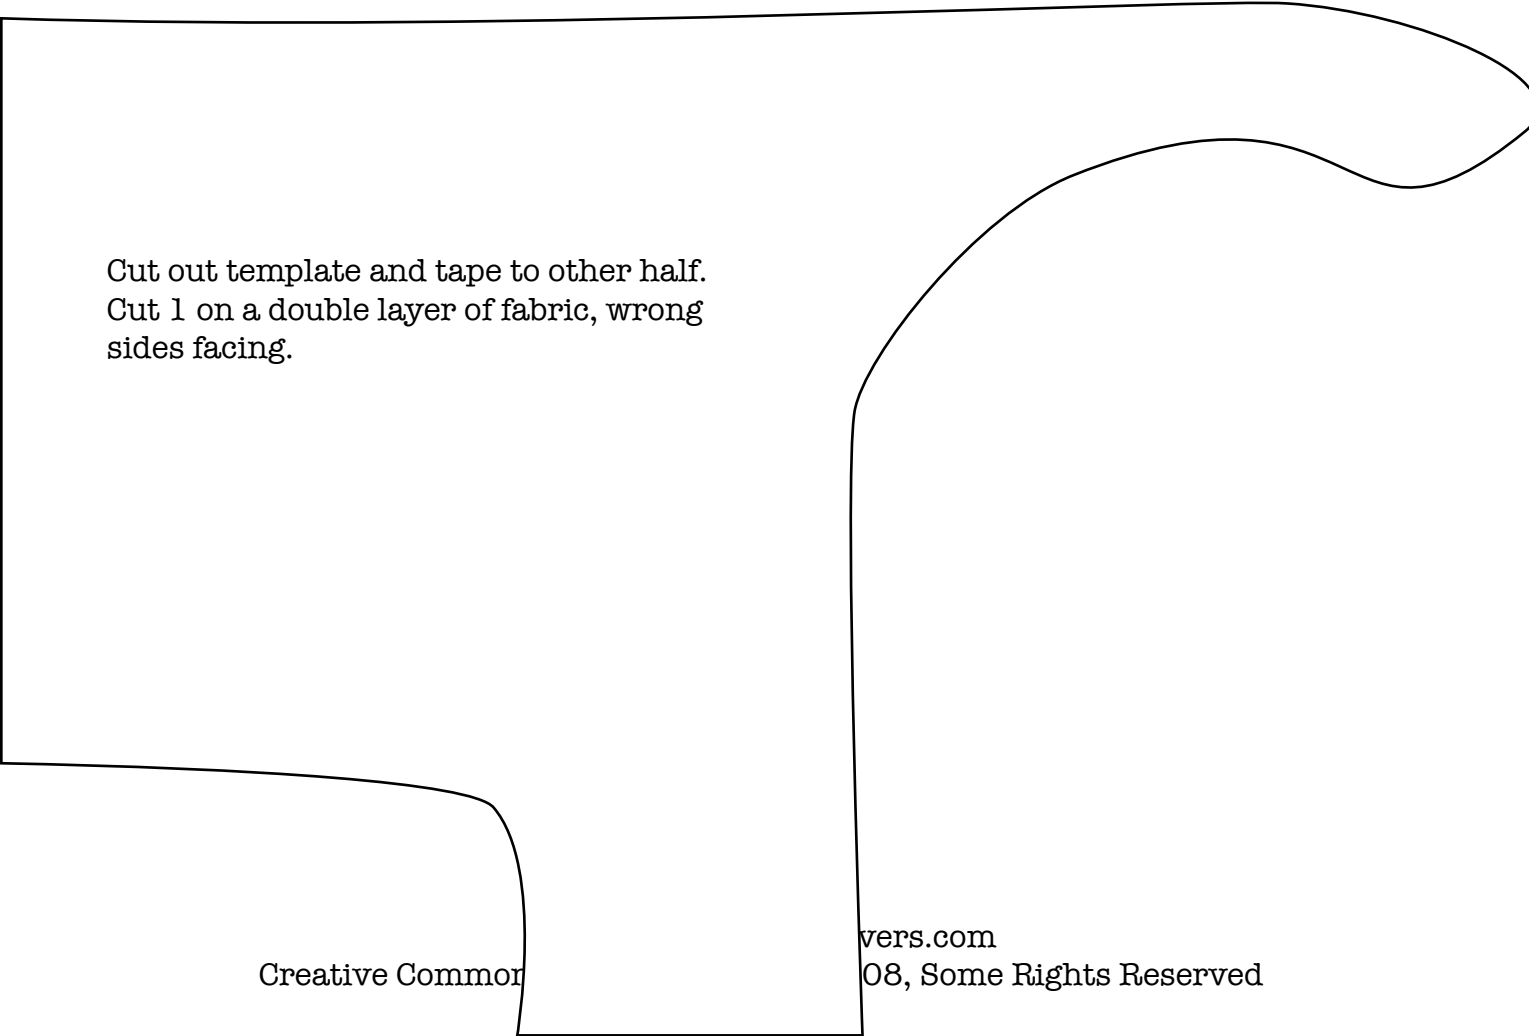 Cut out template and tape to other half.
Cut 1 on a double layer of fabric, wrong
sides facing.
vers.com
Creative Common 08, Some Rights Reserved